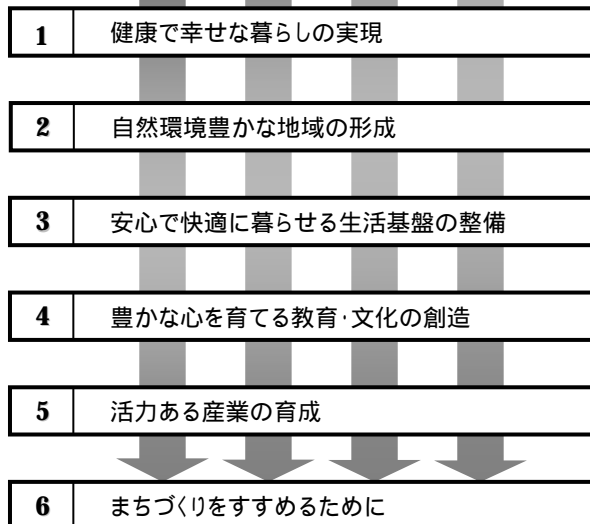 1 健康で幸せな暮らしの実現
2 自然環境豊かな地域の形成
3 安心で快適に暮らせる生活基盤の整備
4 豊かな心を育てる教育･文化の創造
5 活力ある産業の育成
6 まちづくりをすすめるために